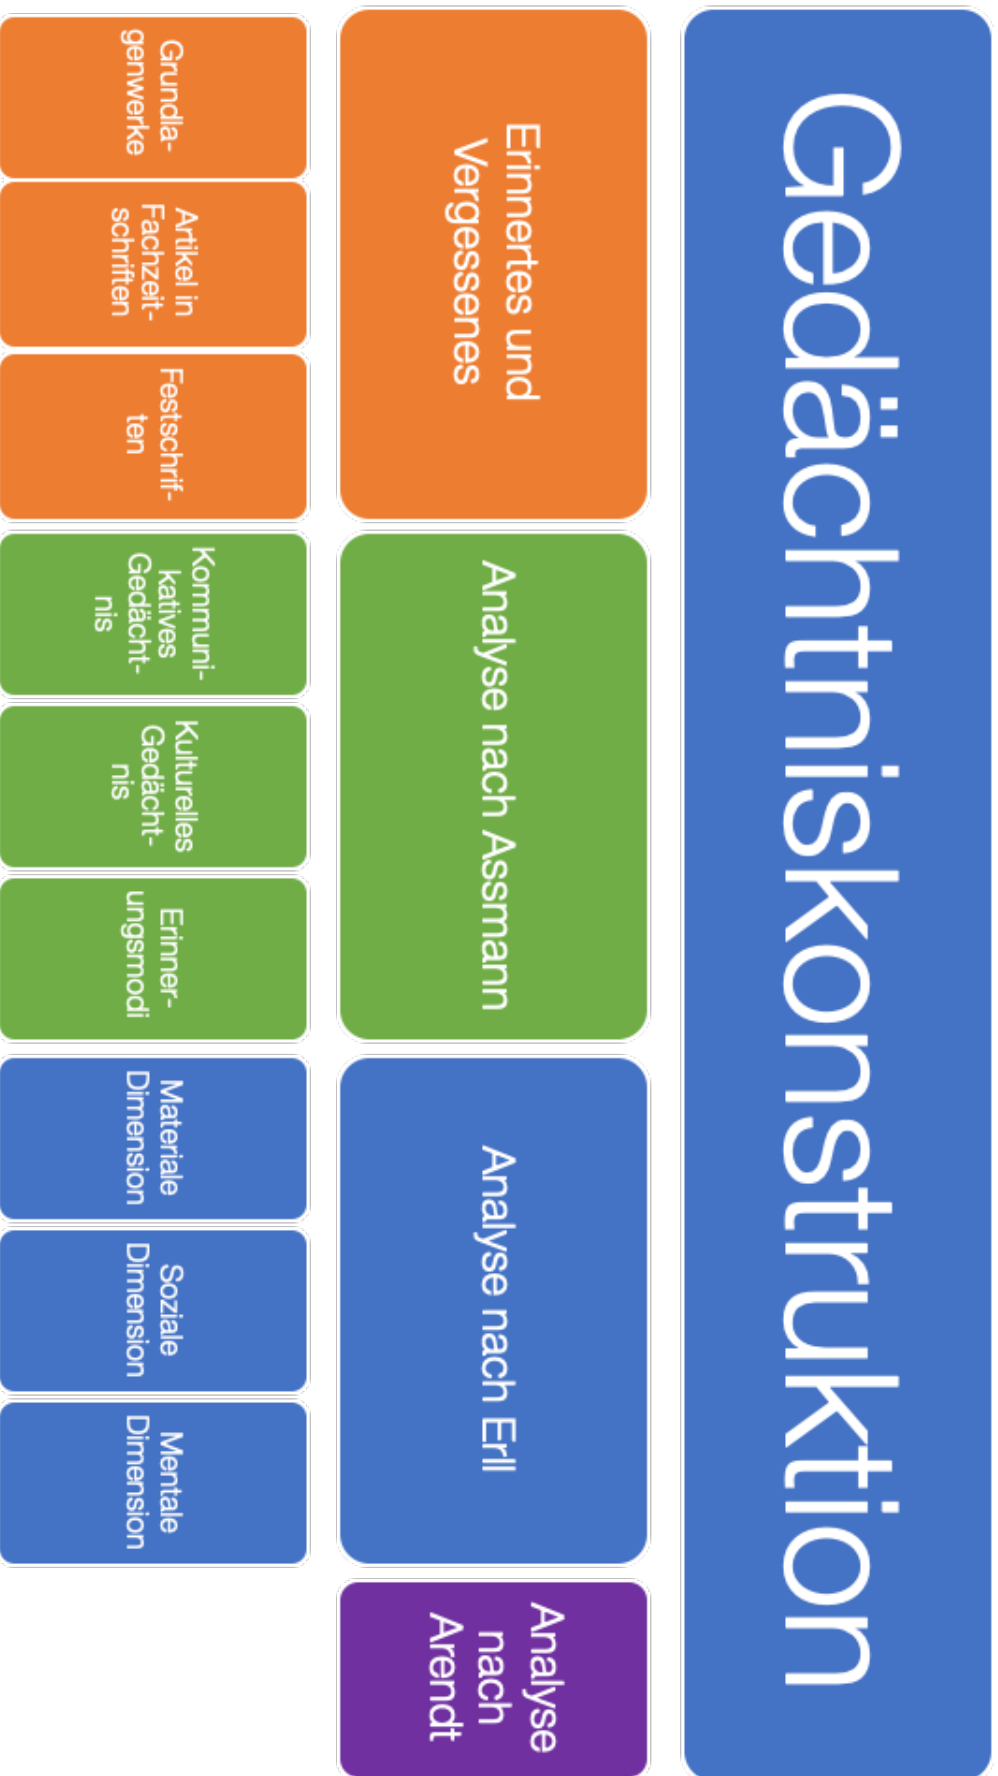 Gedächtniskonstruktion
Erinnertes und
Vergessenes
Analyse nach Assmann
Analyse nach Erll
Analyse
nach
Arendt
Grundla-
genwerke
Artikel in
Fachzeit-
schriften
Festschrif-
ten
Kommuni-
katives
Gedächt-
nis
Kulturelles
Gedächt-
nis
Erinner-
ungsmodi
Materiale
Dimension
Soziale
Dimension
Mentale
Dimension